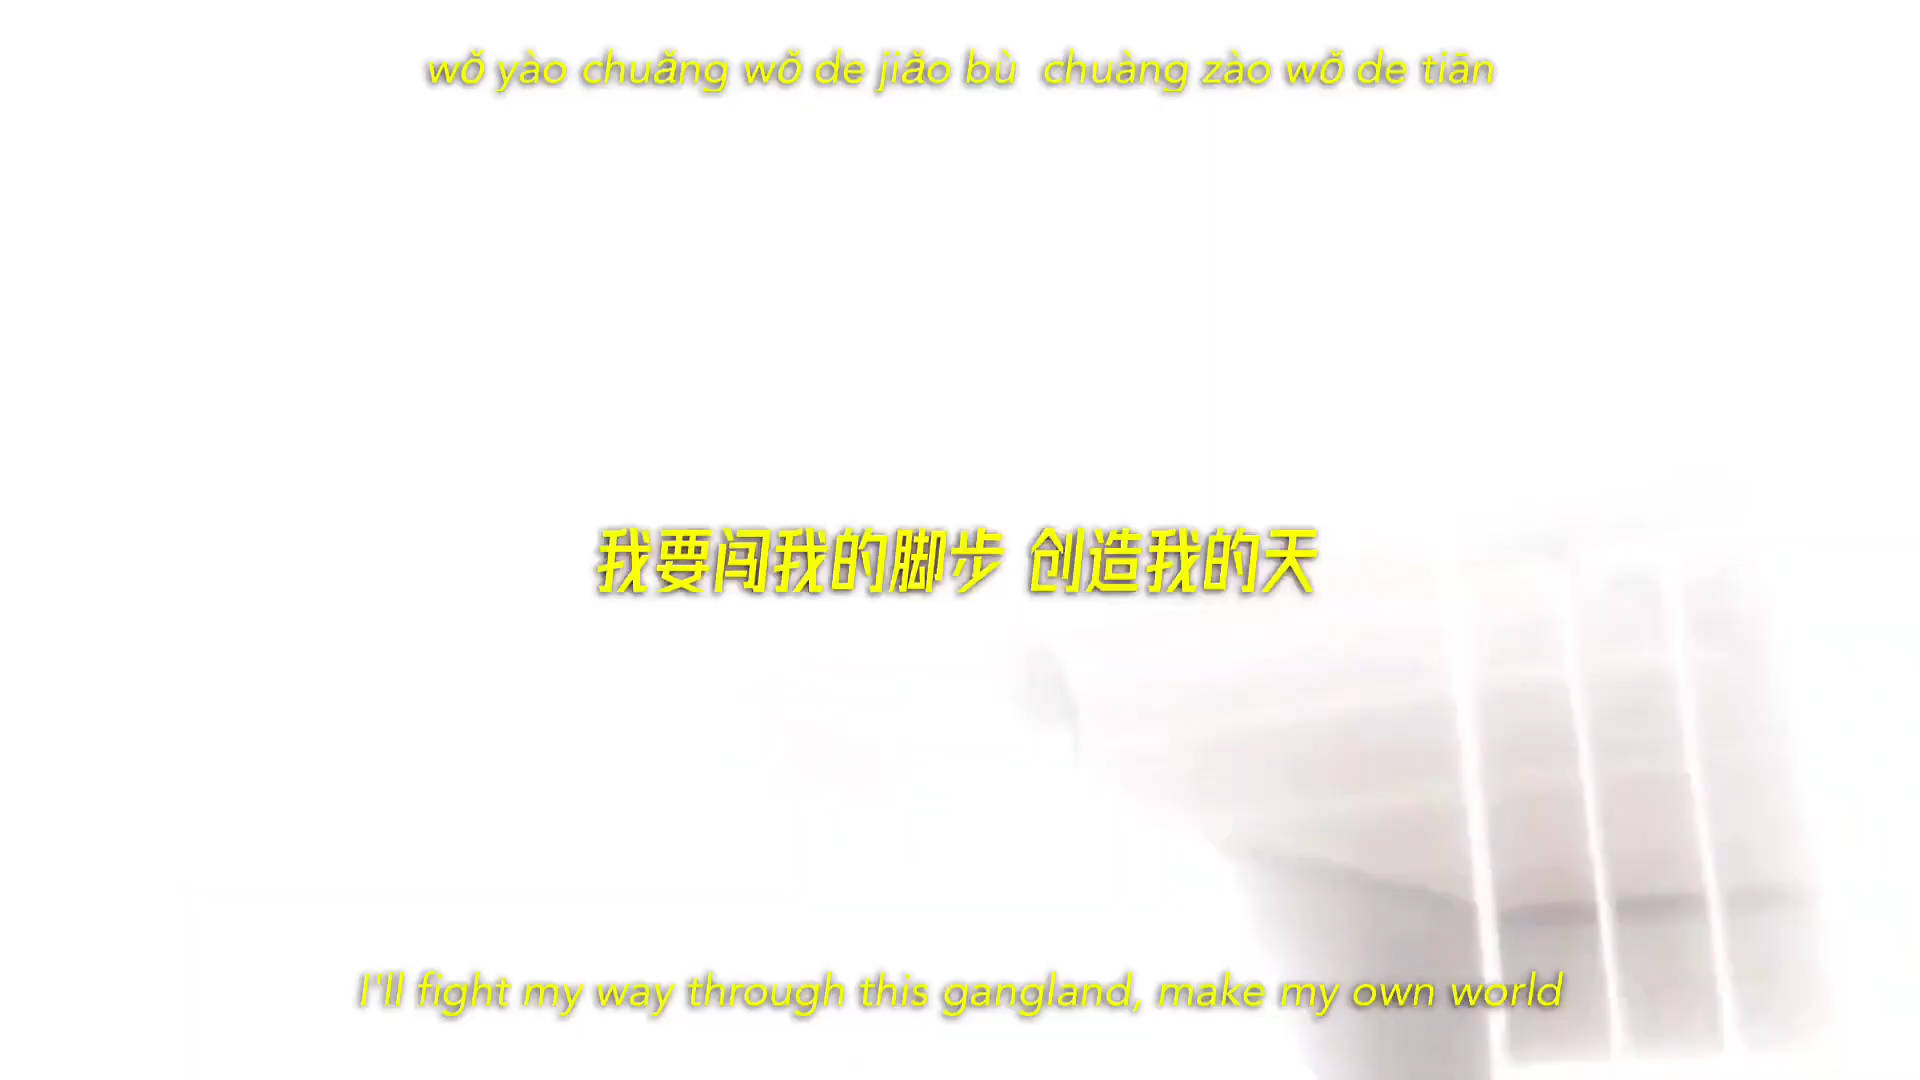 wǒ yào chuǎng wǒ de jiǎo bù  chuàng zào wǒ de tiān
我要闯我的脚步 创造我的天
I'll fight my way through this gangland, make my own world